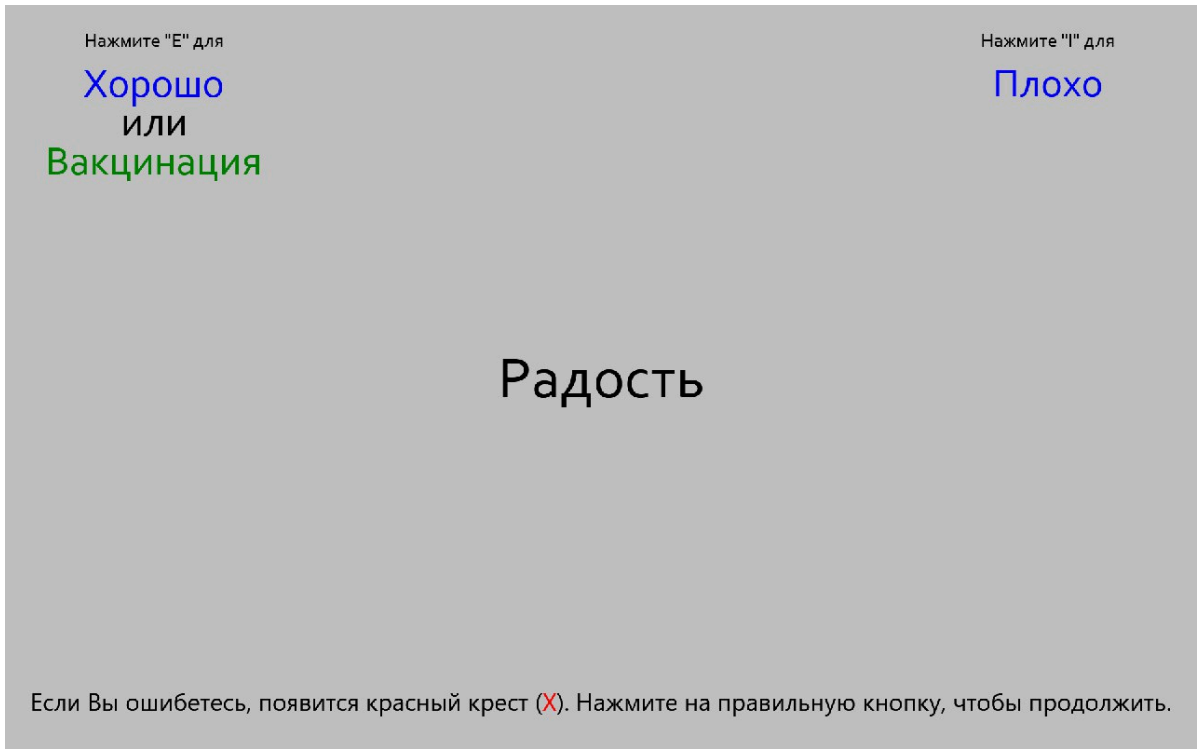 Нажмите "E" для
Хорошо
или
Вакцинация
Нажмите "I" для
Плохо
Радость
Если Вы ошибетесь, появится красный крест (X). Нажмите на правильную кнопку, чтобы продолжить.